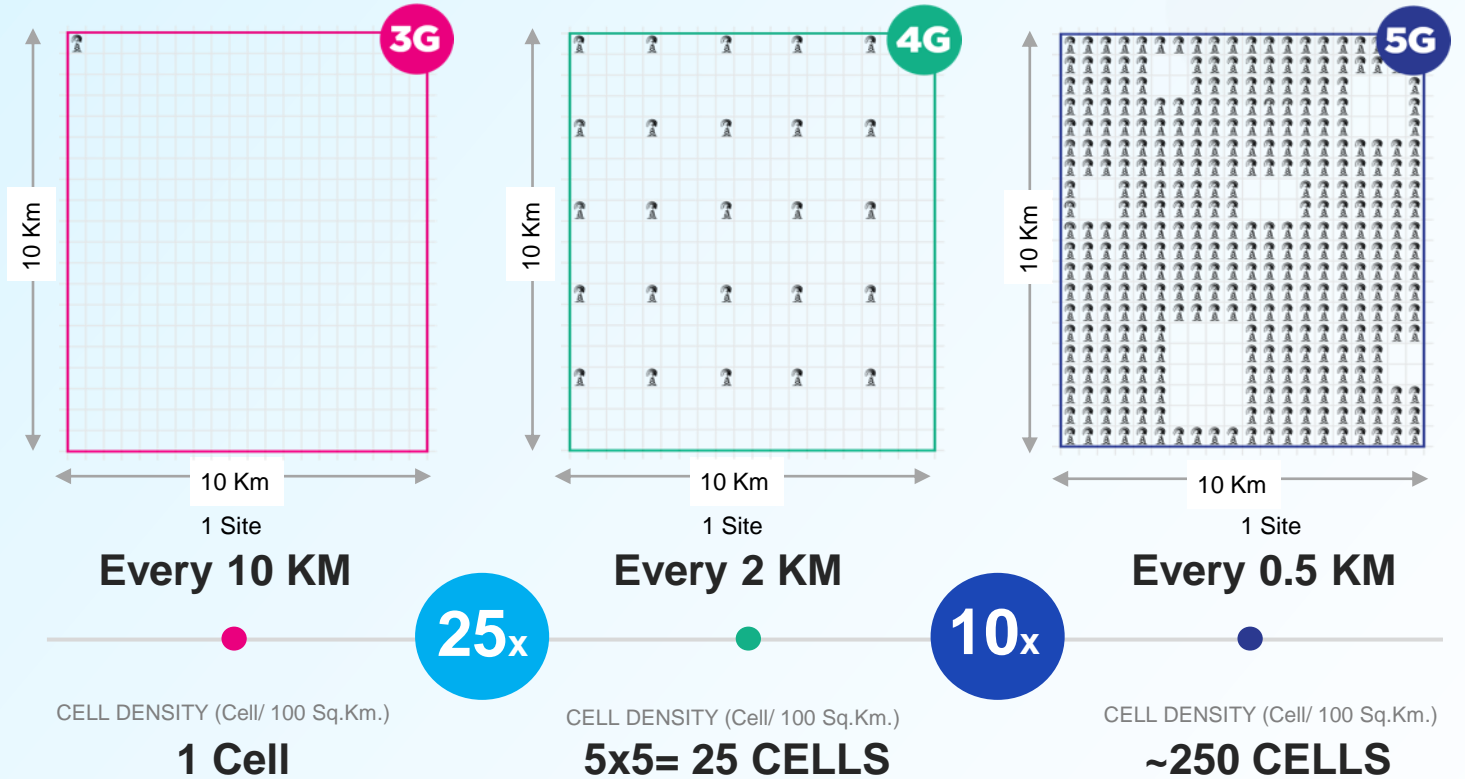 3G
4G
5G
10 Km
10 Km
10 Km
10 Km
10 Km
10 Km
1 Site
1 Site
1 Site
Every 10 KM
Every 2 KM
Every 0.5 KM
25x
10x
CELL DENSITY (Cell/ 100 Sq.Km.)
CELL DENSITY (Cell/ 100 Sq.Km.)
CELL DENSITY (Cell/ 100 Sq.Km.)
1 Cell
5x5= 25 CELLS
~250 CELLS